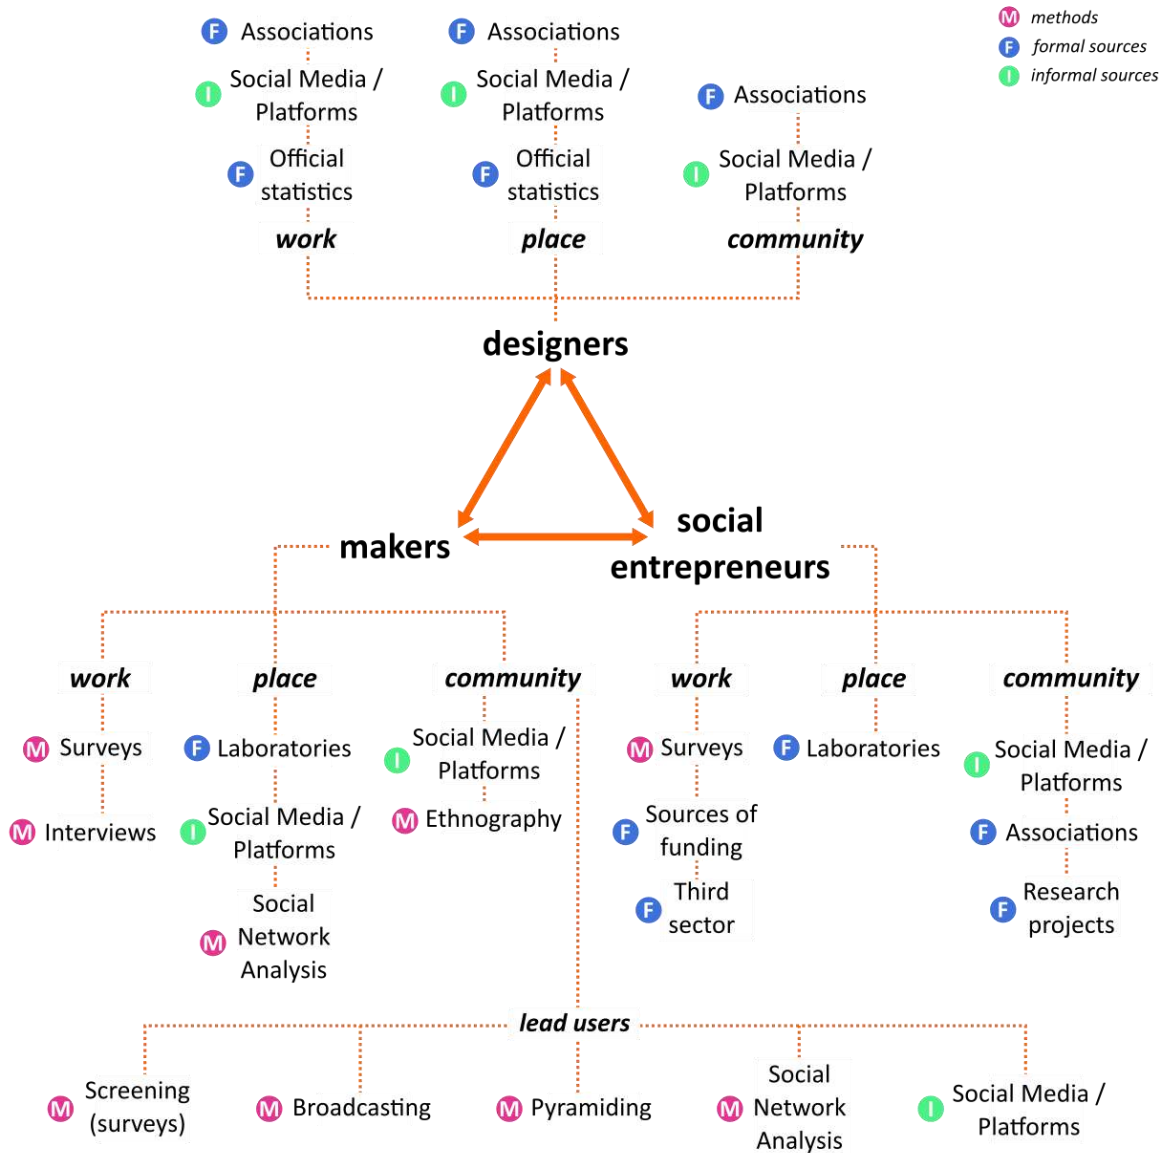 M methods
F formal sources
I informal sources
F Associations
I Social Media /
Platforms
F Official
statistics
work
F Associations
I Social Media /
Platforms
F Official
statistics
place
F Associations
I Social Media /
Platforms
community
designers
makers
social
entrepreneurs
work
M Surveys
M Interviews
place
F Laboratories
I Social Media /
Platforms
M Social
Network
Analysis
community
I Social Media /
Platforms
M Ethnography
work
M Surveys
F Sources of
funding
F Third
sector
place
F Laboratories
community
I Social Media /
Platforms
F Associations
F Research
projects
lead users
M Screening
(surveys)
M Broadcasting
M Pyramiding
M Social
Network
Analysis
I Social Media /
Platforms